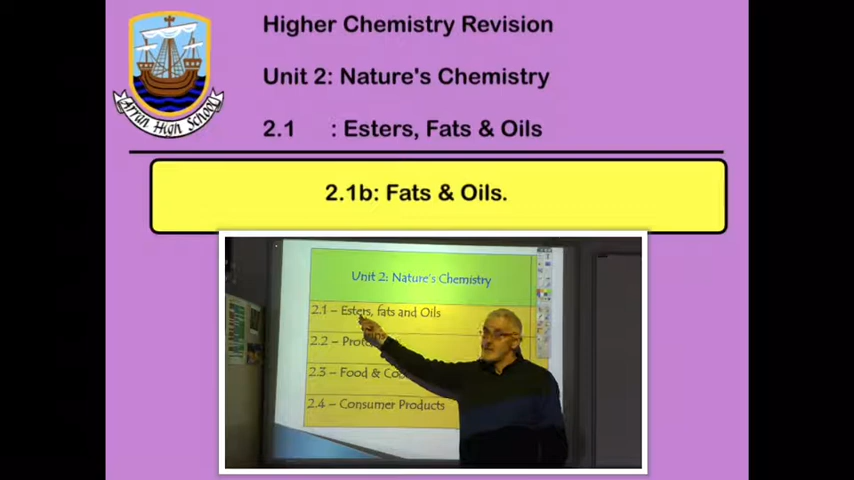 Higher Chemistry Revision
Unit 2: Nature's Chemistry
2.1 : Esters, Fats & Oils
Arran High School
2.1b: Fats & Oils.
Unit 2: Nature's Chemistry
2.1 – Esters, fats and Oils
2.2 –
2.3 – Food &
2.4 – Consumer Products